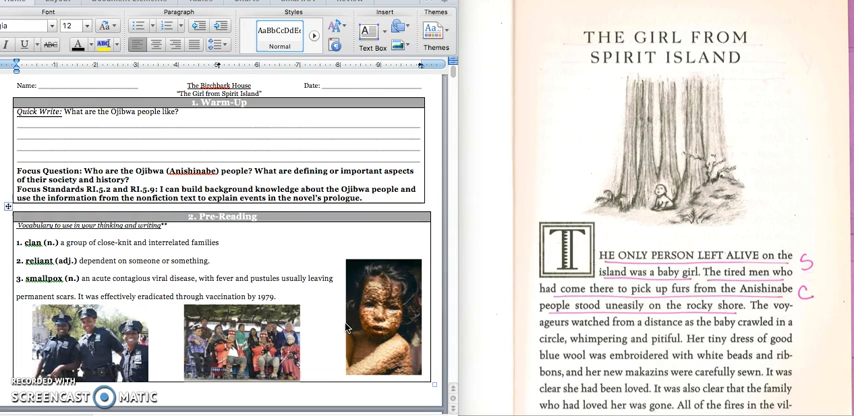 Font
Paragraph
Styles
Insert
Themes
12
Aa
AaBbCcDdEe
Normal
Text Box
Themes
I U ABC A ABC
Name:
The Birchbark House
Date:
"The Girl from Spirit Island"
1. Warm-Up
Quick Write: What are the Ojibwa people like?
Focus Question: Who are the Ojibwa (Anishinabe) people? What are defining or important aspects
of their society and history?
Focus Standards RI.5.2 and RI.5.9: I can build background knowledge about the Ojibwa people and
use the information from the nonfiction text to explain events in the novel's prologue.
2. Pre-Reading
Vocabulary to use in your thinking and writing**
1. clan (n.) a group of close-knit and interrelated families
2. reliant (adj.) dependent on someone or something.
3. smallpox (n.) an acute contagious viral disease, with fever and pustules usually leaving
permanent scars. It was effectively eradicated through vaccination by 1979.
RECORDED WITH
SCREENCAST MATIC
THE GIRL FROM
SPIRIT ISLAND
THE ONLY PERSON LEFT ALIVE on the S
island was a baby girl. The tired men who
had come there to pick up furs from the Anishinabe C
people stood uneasily on the rocky shore. The voy-
ageurs watched from a distance as the baby crawled in a
circle, whimpering and pitiful. Her tiny dress of good
blue wool was embroidered with white beads and rib-
bons, and her new makazins were carefully sewn. It was
clear she had been loved. It was also clear that the family
who had loved her was gone. All of the fires in the vil-